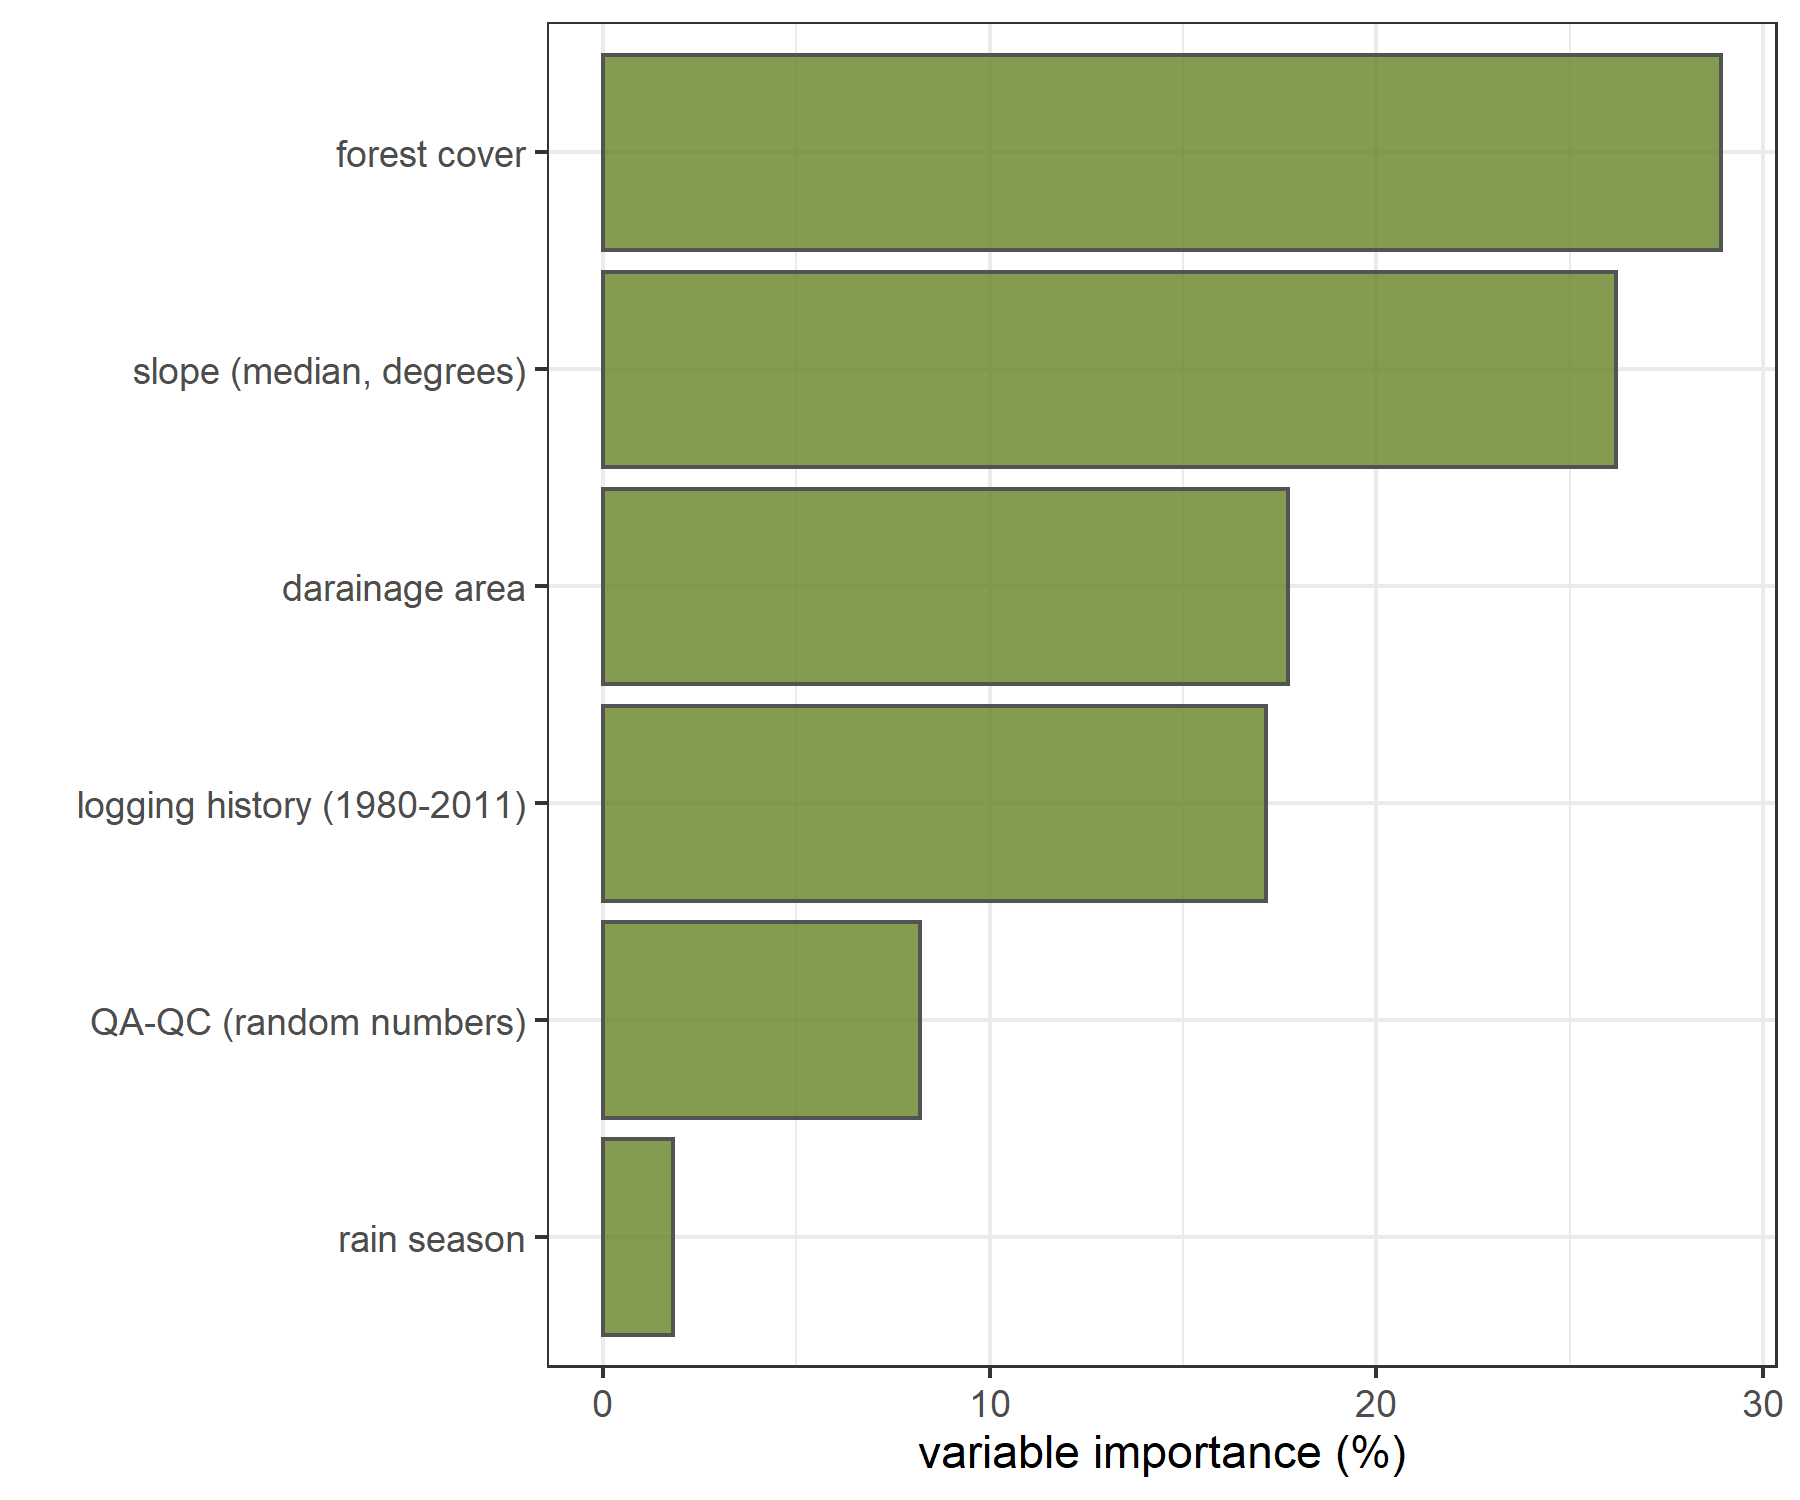 forest cover
slope (median, degrees)
darainage area
logging history (1980-2011)
QA-QC (random numbers)
rain season
0 10 20 30
variable importance (%)